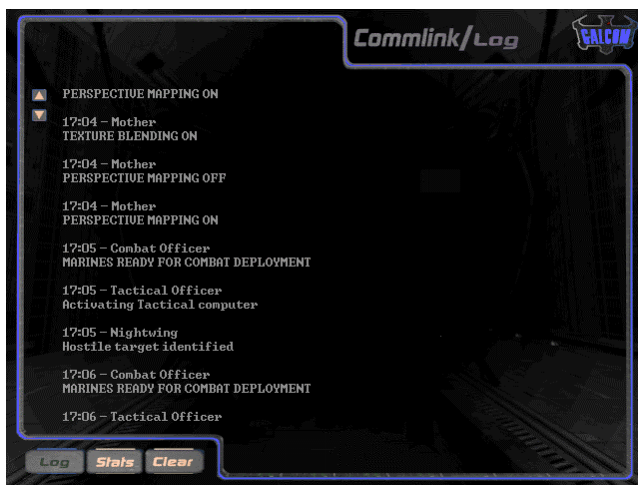 Commlink/Log
GALCOM
PERSPECTIVE MAPPING ON
17:04 - Mother
TEXTURE BLENDING ON
17:04 - Mother
PERSPECTIVE MAPPING OFF
17:04 - Mother
PERSPECTIVE MAPPING ON
17:05 - Combat Officer
MARINES READY FOR COMBAT DEPLOYMENT
17:05 - Tactical Officer
Activating Tactical computer
17:05 - Nightwing
Hostile target identified
17:06 - Combat Officer
MARINES READY FOR COMBAT DEPLOYMENT
17:06 - Tactical Officer
Log Stats Clear